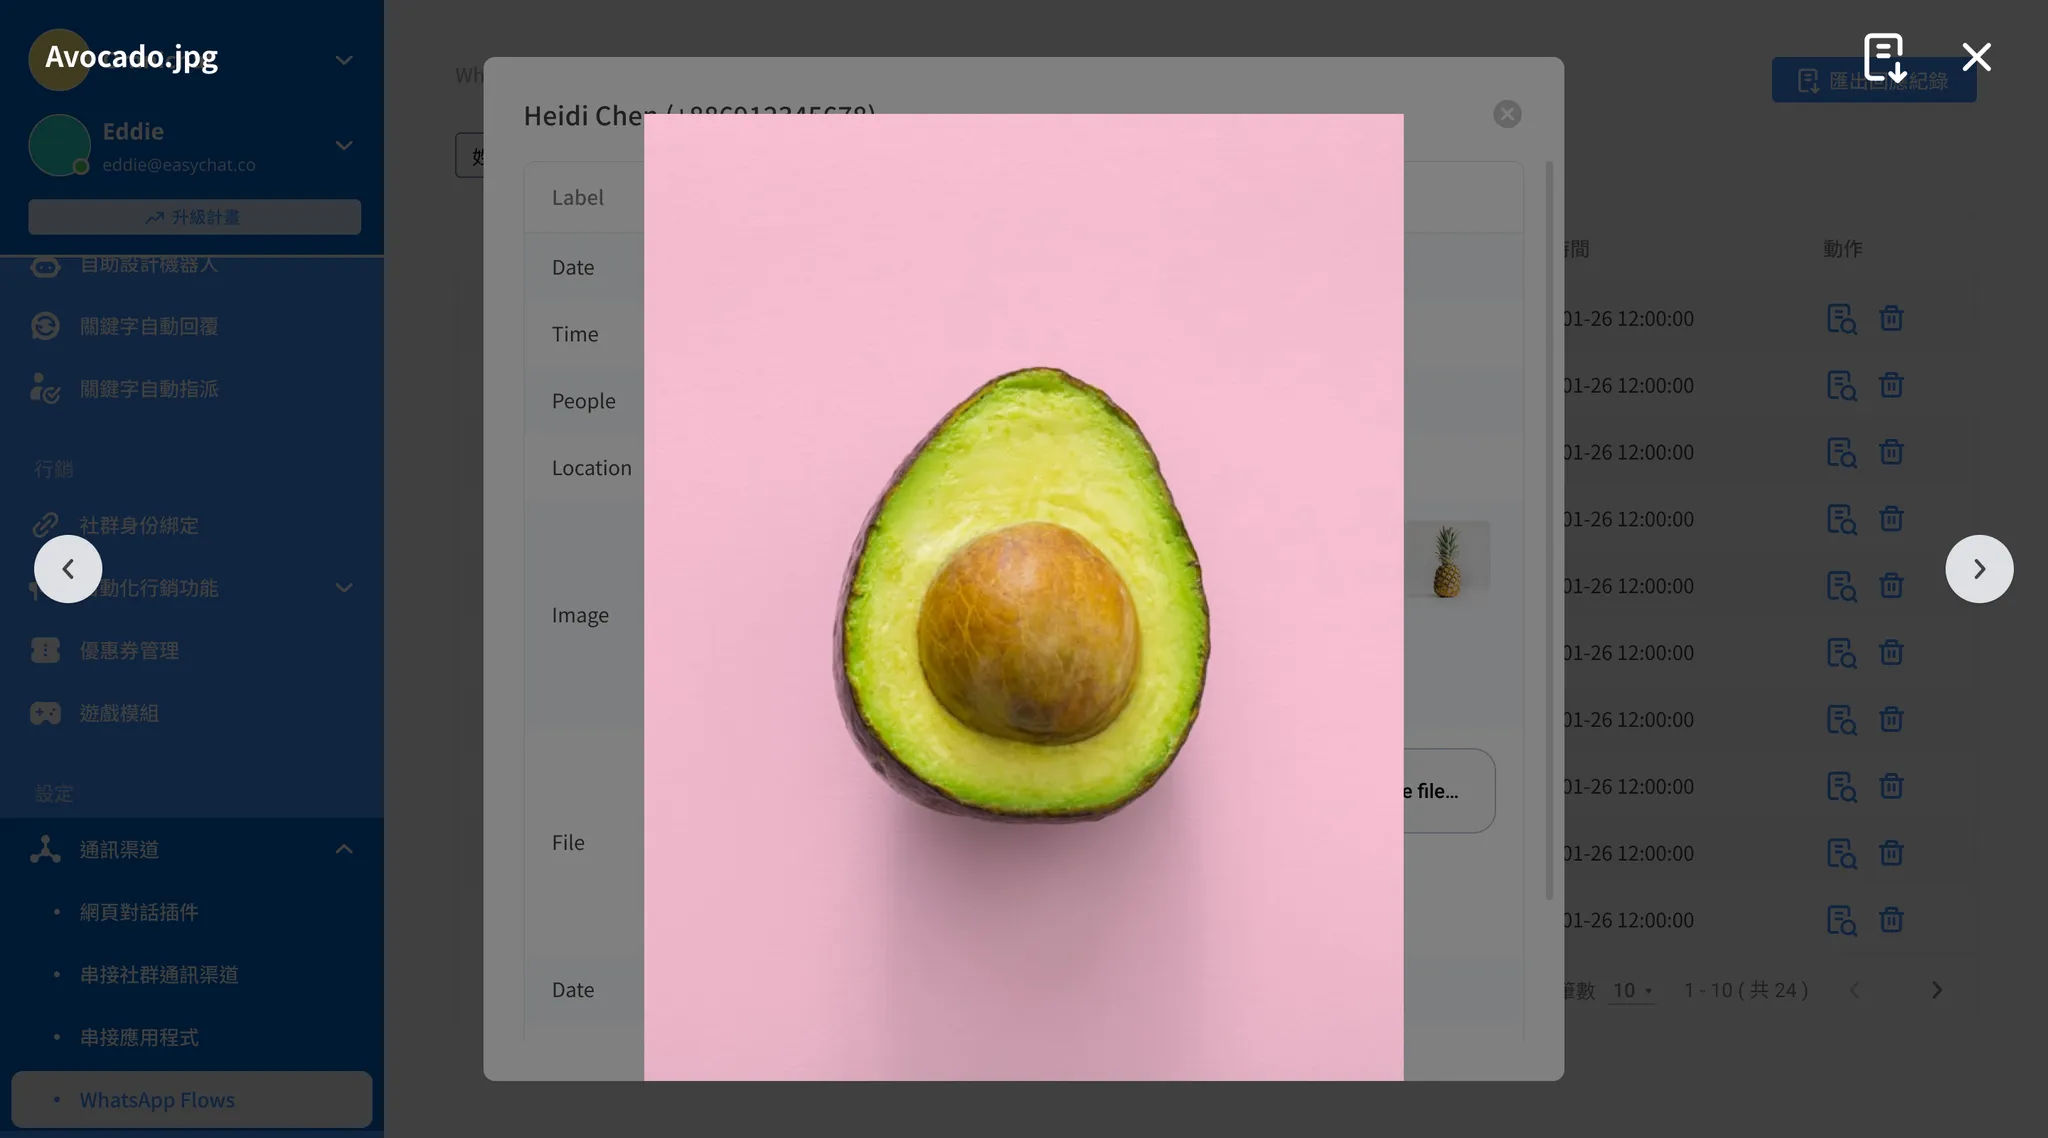 Avocado.jpg
Eddie
eddie@easychat.co
升級計畫
自助設計機器人
關鍵字自動回覆
關鍵字自動指派
行銷
社群身份綁定
動化行銷功能
優惠券管理
遊戲模組
設定
通訊渠道
網頁對話插件
串接社群通訊渠道
串接應用程式
WhatsApp Flows
Wh
匯出回應紀錄
Heidi Chen (+886912345678)
Label
Date
Time
People
Location
Image
File
e file...
Date
時間
動作
01-26 12:00:00
01-26 12:00:00
01-26 12:00:00
01-26 12:00:00
01-26 12:00:00
01-26 12:00:00
01-26 12:00:00
01-26 12:00:00
01-26 12:00:00
01-26 12:00:00
筆數 10 1 - 10 ( 共 24 )